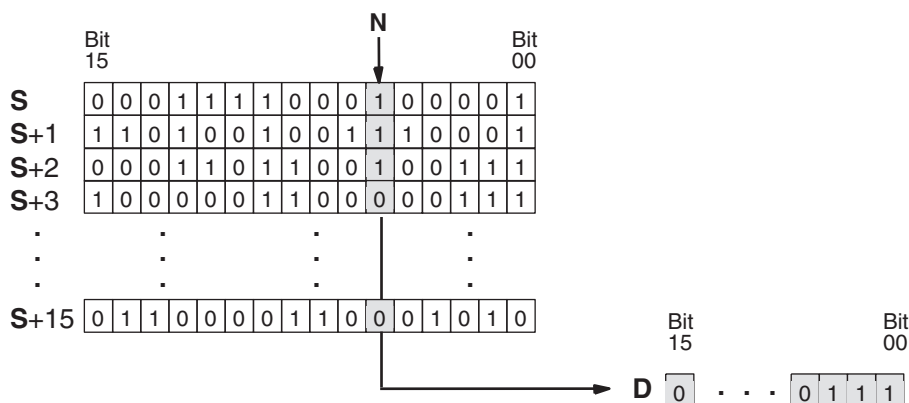 N
Bit Bit
15 00
S 0 0 0 1 1 1 1 0 0 0 1 0 0 0 0 1
S+1 1 1 0 1 0 0 1 0 0 1 1 1 0 0 0 1
S+2 0 0 0 1 1 0 1 1 0 0 1 0 0 1 1 1
S+3 1 0 0 0 0 0 1 1 0 0 0 0 0 1 1 1
S+15 0 1 1 0 0 0 0 1 1 0 0 0 1 0 1 0
Bit Bit
15 00
D 0 . . . 0 1 1 1